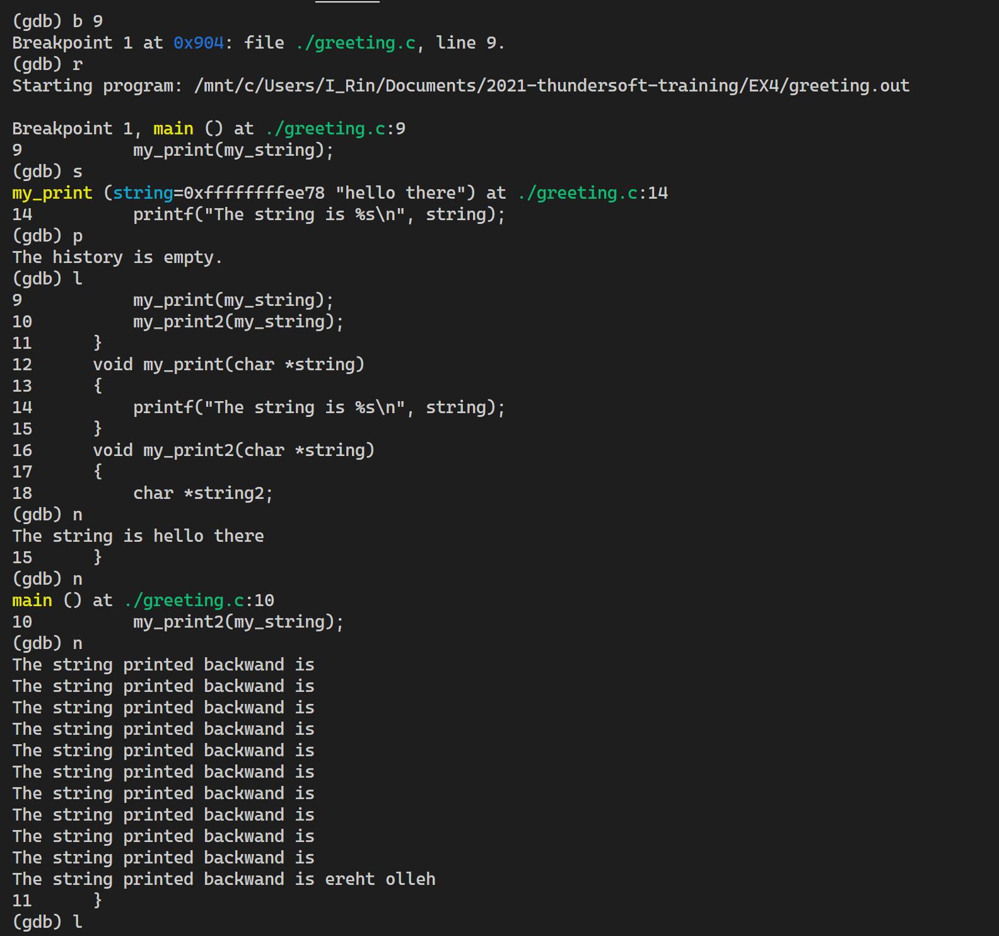 (gdb) b 9
Breakpoint 1 at 0x904: file ./greeting.c, line 9.
(gdb) r
Starting program: /mnt/c/Users/I_Rin/Documents/2021-thundersoft-training/EX4/greeting.out
Breakpoint 1, main () at ./greeting.c:9
9           my_print(my_string);
(gdb) s
my_print (string=0xffffffffee78 "hello there") at ./greeting.c:14
14          printf("The string is %s\n", string);
(gdb) p
The history is empty.
(gdb) l
9           my_print(my_string);
10          my_print2(my_string);
11      }
12      void my_print(char *string)
13      {
14          printf("The string is %s\n", string);
15      }
16      void my_print2(char *string)
17      {
18          char *string2;
(gdb) n
The string is hello there
15      }
(gdb) n
main () at ./greeting.c:10
10          my_print2(my_string);
(gdb) n
The string printed backwand is
The string printed backwand is
The string printed backwand is
The string printed backwand is
The string printed backwand is
The string printed backwand is
The string printed backwand is
The string printed backwand is
The string printed backwand is
The string printed backwand is
The string printed backwand is ereht olleh
11      }
(gdb) l